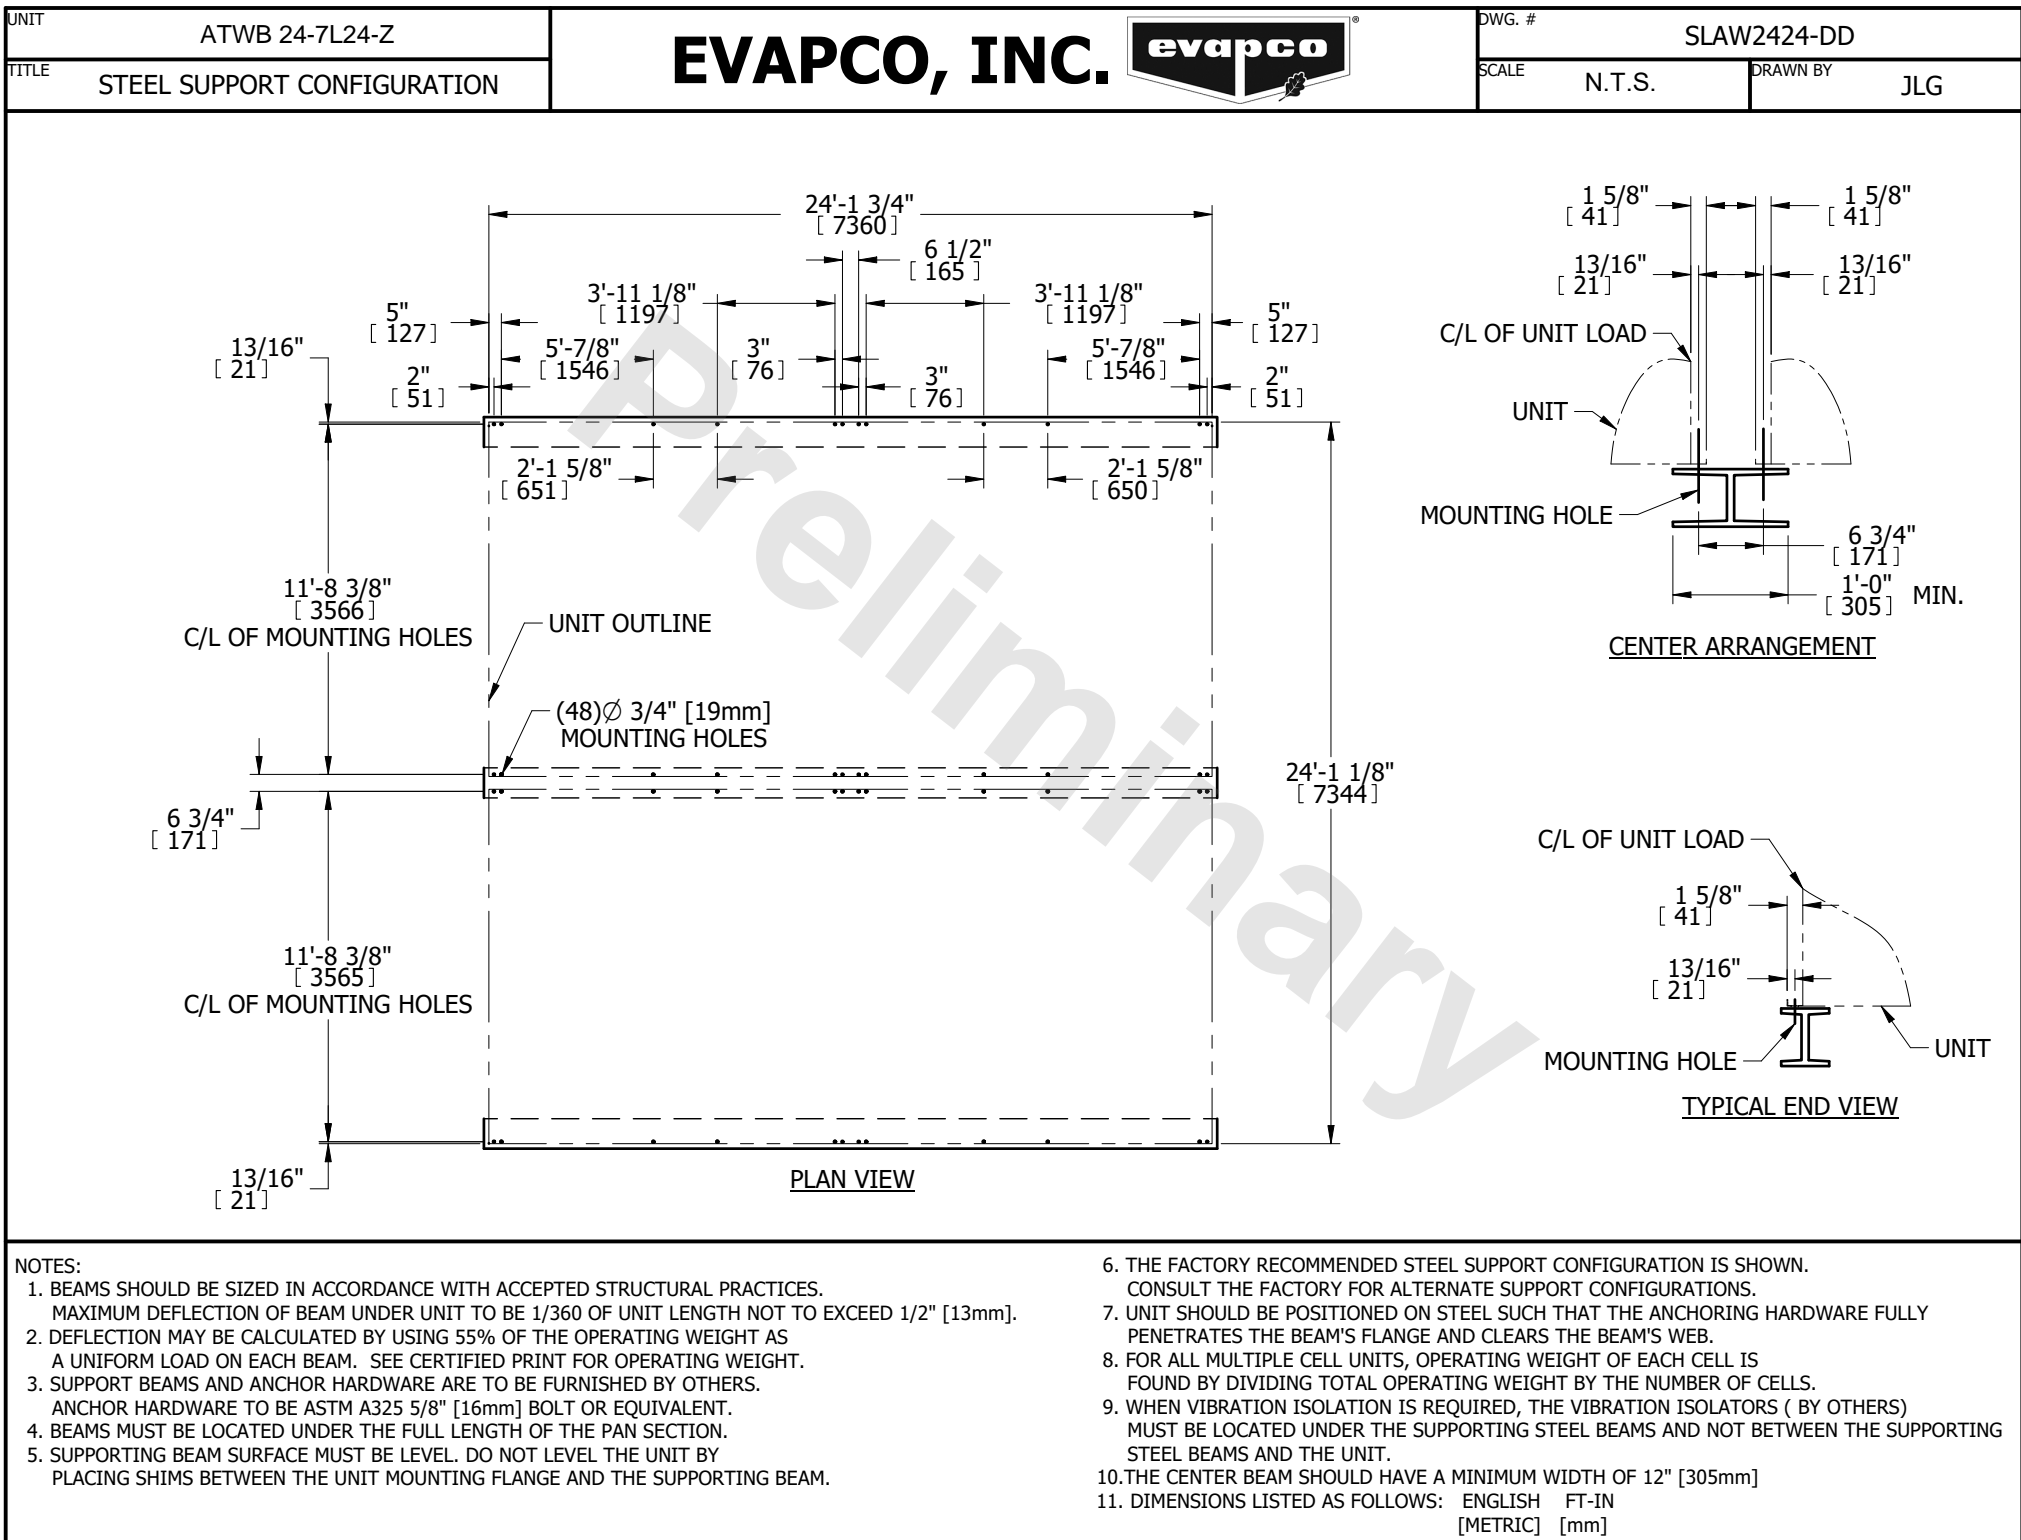 UNIT
ATWB 24-7L24-Z
TITLE
STEEL SUPPORT CONFIGURATION
EVAPCO, INC.
evapco
®
DWG. #
SLAW2424-DD
SCALE
N.T.S.
DRAWN BY
JLG
24'-1 3/4"
[ 7360 ]
6 1/2"
[ 165 ]
3'-11 1/8"
[ 1197 ]
3'-11 1/8"
[ 1197 ]
5"
[ 127 ]
5"
[ 127 ]
13/16"
[ 21 ]
5'-7/8"
[ 1546 ]
3"
[ 76 ]
5'-7/8"
[ 1546 ]
2"
[ 51 ]
3"
[ 76 ]
2"
[ 51 ]
2'-1 5/8"
[ 651 ]
2'-1 5/8"
[ 650 ]
11'-8 3/8"
[ 3566 ]
C/L OF MOUNTING HOLES
UNIT OUTLINE
(48)Ø 3/4" [19mm]
MOUNTING HOLES
6 3/4"
[ 171 ]
24'-1 1/8"
[ 7344 ]
11'-8 3/8"
[ 3565 ]
C/L OF MOUNTING HOLES
13/16"
[ 21 ]
PLAN VIEW
Preliminary
1 5/8"
[ 41 ]
1 5/8"
[ 41 ]
13/16"
[ 21 ]
13/16"
[ 21 ]
C/L OF UNIT LOAD
UNIT
MOUNTING HOLE
6 3/4"
[ 171 ]
1'-0"
[ 305 ] MIN.
CENTER ARRANGEMENT
C/L OF UNIT LOAD
1 5/8"
[ 41 ]
13/16"
[ 21 ]
MOUNTING HOLE
UNIT
TYPICAL END VIEW
NOTES:
1. BEAMS SHOULD BE SIZED IN ACCORDANCE WITH ACCEPTED STRUCTURAL PRACTICES.
MAXIMUM DEFLECTION OF BEAM UNDER UNIT TO BE 1/360 OF UNIT LENGTH NOT TO EXCEED 1/2" [13mm].
2. DEFLECTION MAY BE CALCULATED BY USING 55% OF THE OPERATING WEIGHT AS
A UNIFORM LOAD ON EACH BEAM. SEE CERTIFIED PRINT FOR OPERATING WEIGHT.
3. SUPPORT BEAMS AND ANCHOR HARDWARE ARE TO BE FURNISHED BY OTHERS.
ANCHOR HARDWARE TO BE ASTM A325 5/8" [16mm] BOLT OR EQUIVALENT.
4. BEAMS MUST BE LOCATED UNDER THE FULL LENGTH OF THE PAN SECTION.
5. SUPPORTING BEAM SURFACE MUST BE LEVEL. DO NOT LEVEL THE UNIT BY
PLACING SHIMS BETWEEN THE UNIT MOUNTING FLANGE AND THE SUPPORTING BEAM.
6. THE FACTORY RECOMMENDED STEEL SUPPORT CONFIGURATION IS SHOWN.
CONSULT THE FACTORY FOR ALTERNATE SUPPORT CONFIGURATIONS.
7. UNIT SHOULD BE POSITIONED ON STEEL SUCH THAT THE ANCHORING HARDWARE FULLY
PENETRATES THE BEAM'S FLANGE AND CLEARS THE BEAM'S WEB.
8. FOR ALL MULTIPLE CELL UNITS, OPERATING WEIGHT OF EACH CELL IS
FOUND BY DIVIDING TOTAL OPERATING WEIGHT BY THE NUMBER OF CELLS.
9. WHEN VIBRATION ISOLATION IS REQUIRED, THE VIBRATION ISOLATORS ( BY OTHERS)
MUST BE LOCATED UNDER THE SUPPORTING STEEL BEAMS AND NOT BETWEEN THE SUPPORTING
STEEL BEAMS AND THE UNIT.
10.THE CENTER BEAM SHOULD HAVE A MINIMUM WIDTH OF 12" [305mm]
11. DIMENSIONS LISTED AS FOLLOWS: ENGLISH FT-IN
[METRIC] [mm]